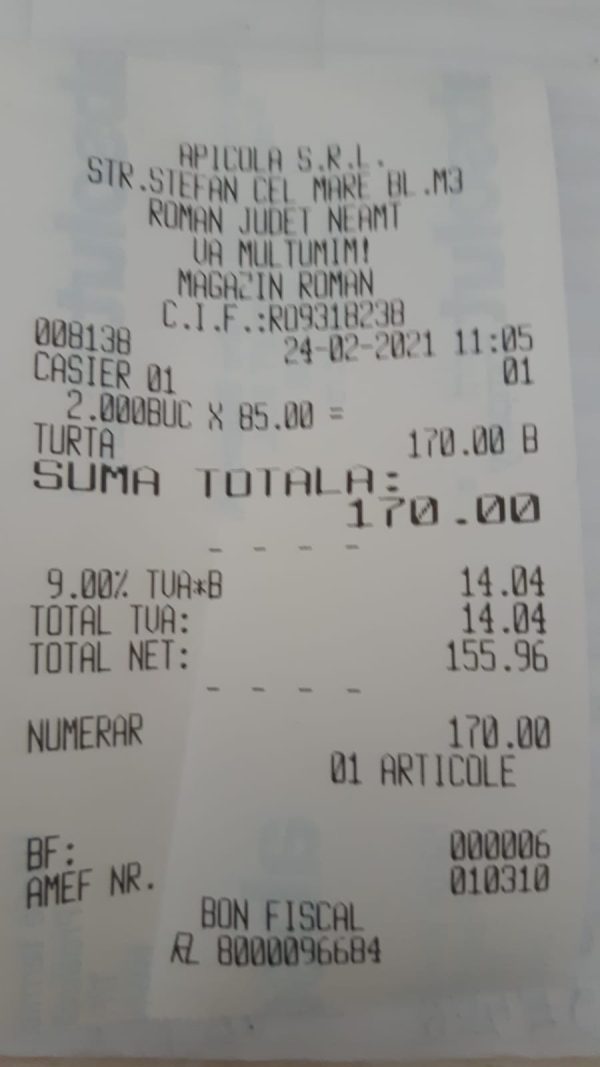 APICOLA S.R.L.
STR.STEFAN CEL MARE BL.M3
ROMAN JUDET NEAMT
VA MULTUMIM!
MAGAZIN ROMAN
C.I.F.:RO9318238
008138 24-02-2021 11:05
CASIER 01 01
2.000BUC X 85.00 =
TURTA 170.00 B
SUMA TOTALA:
170.00
- - - -
9.00% TVA*B 14.04
TOTAL TVA: 14.04
TOTAL NET: 155.96
- - - -
NUMERAR 170.00
01 ARTICOLE
BF: 000006
AMEF NR. 010310
BON FISCAL
8000096684